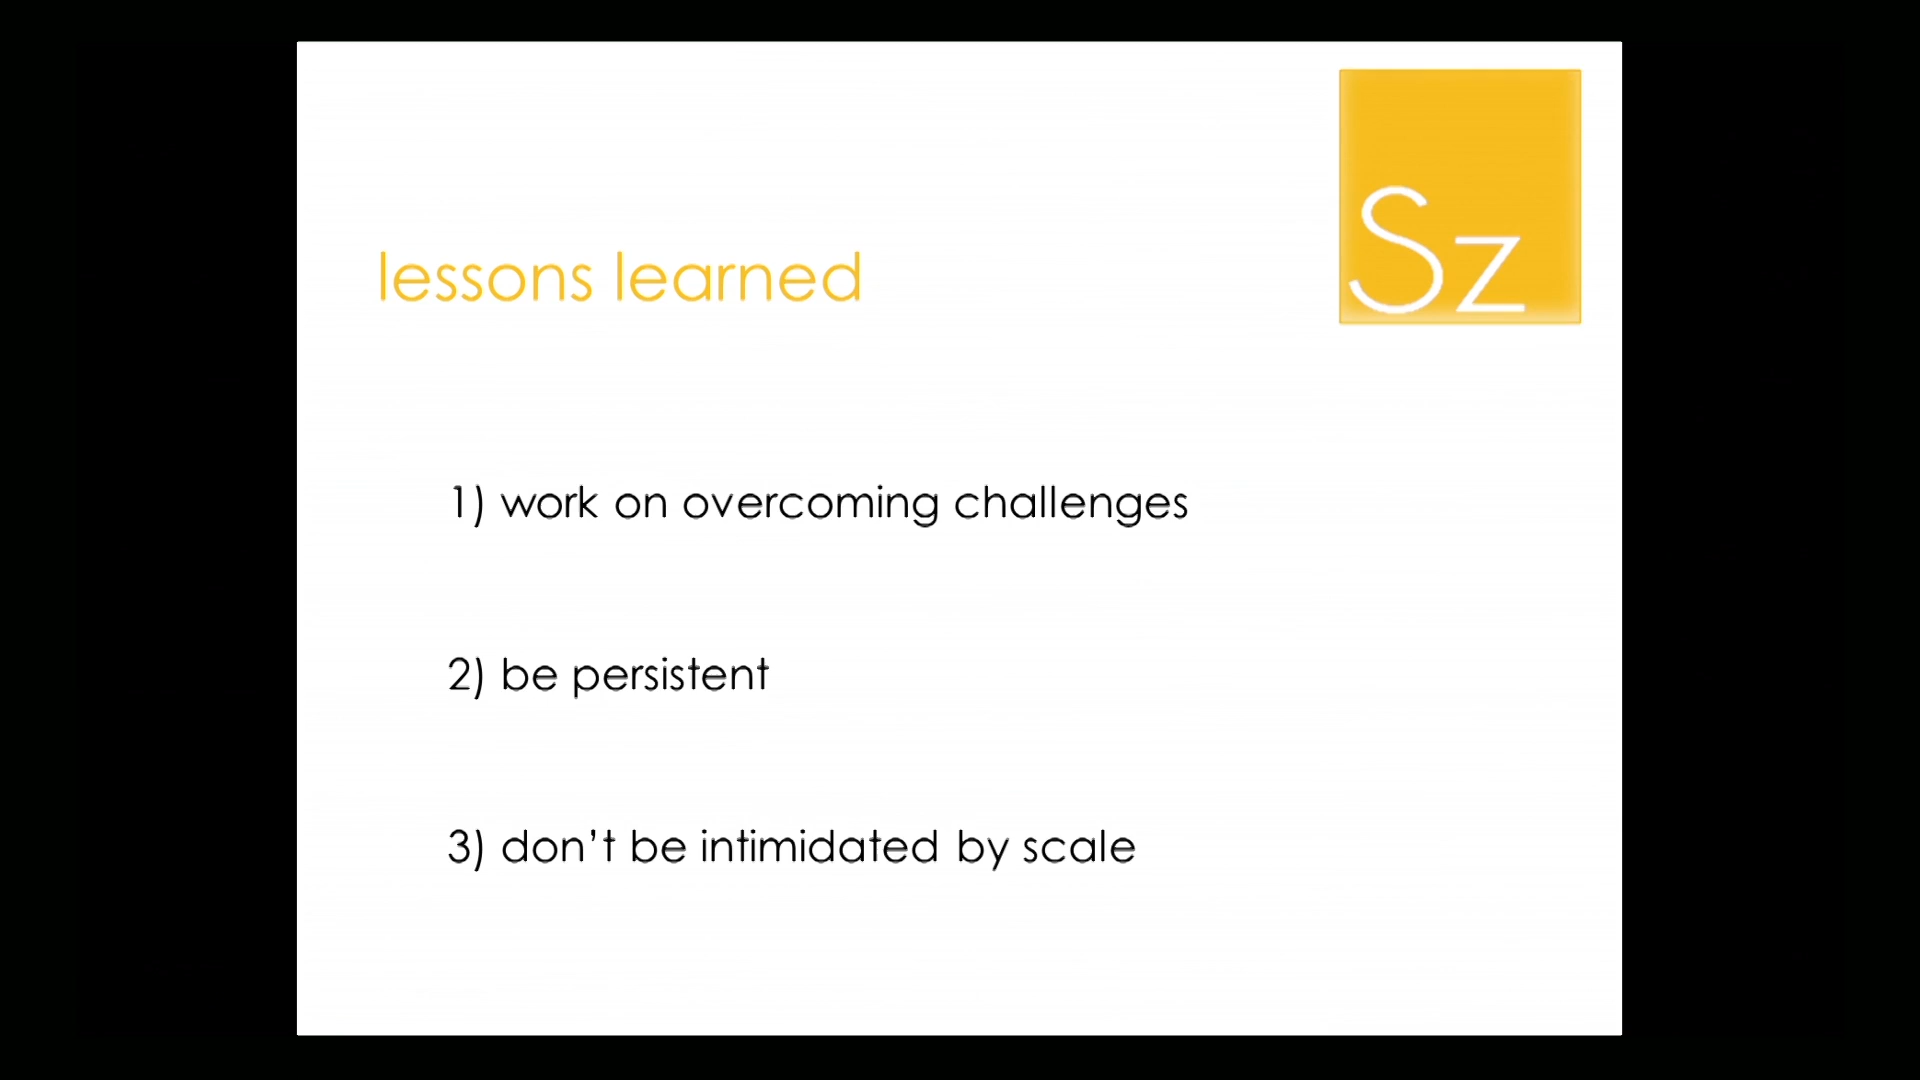 Sz
lessons learned
1) work on overcoming challenges
2) be persistent
3) don’t be intimidated by scale